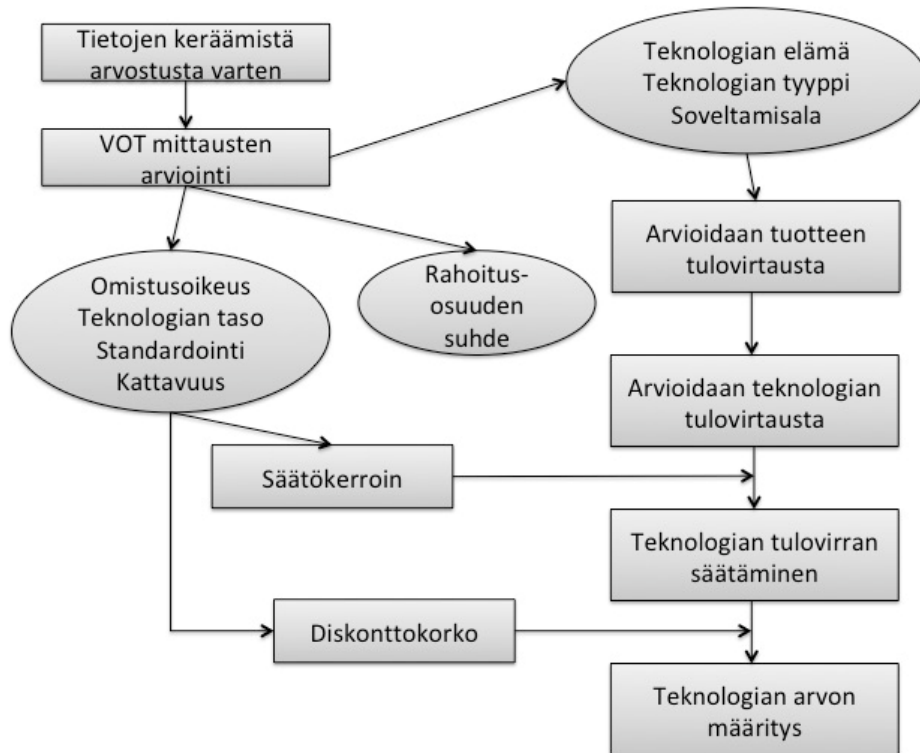 Tietojen keräämistä
arvostusta varten
VOT mittausten
arviointi
Teknologian elämä
Teknologian tyyppi
Soveltamisala
Omistusoikeus
Teknologian taso
Standardointi
Kattavuus
Rahoitus-
osuuden
suhde
Arvioidaan tuotteen
tulovirtausta
Arvioidaan teknologian
tulovirtausta
Säätökerroin
Teknologian tulovirran
säätäminen
Diskonttokorko
Teknologian arvon
määritys